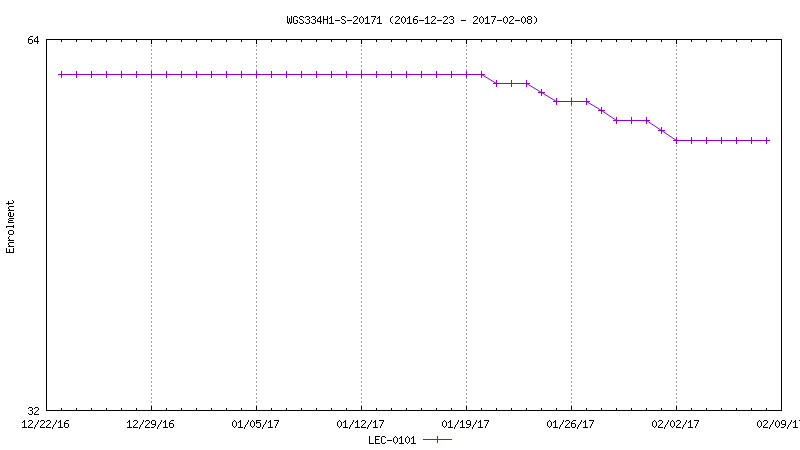 WGS334H1-S-20171 (2016-12-23 - 2017-02-08)
64
Enrolment
32
12/22/16 12/29/16 01/05/17 01/12/17 01/19/17 01/26/17 02/02/17 02/09/1
LEC-0101